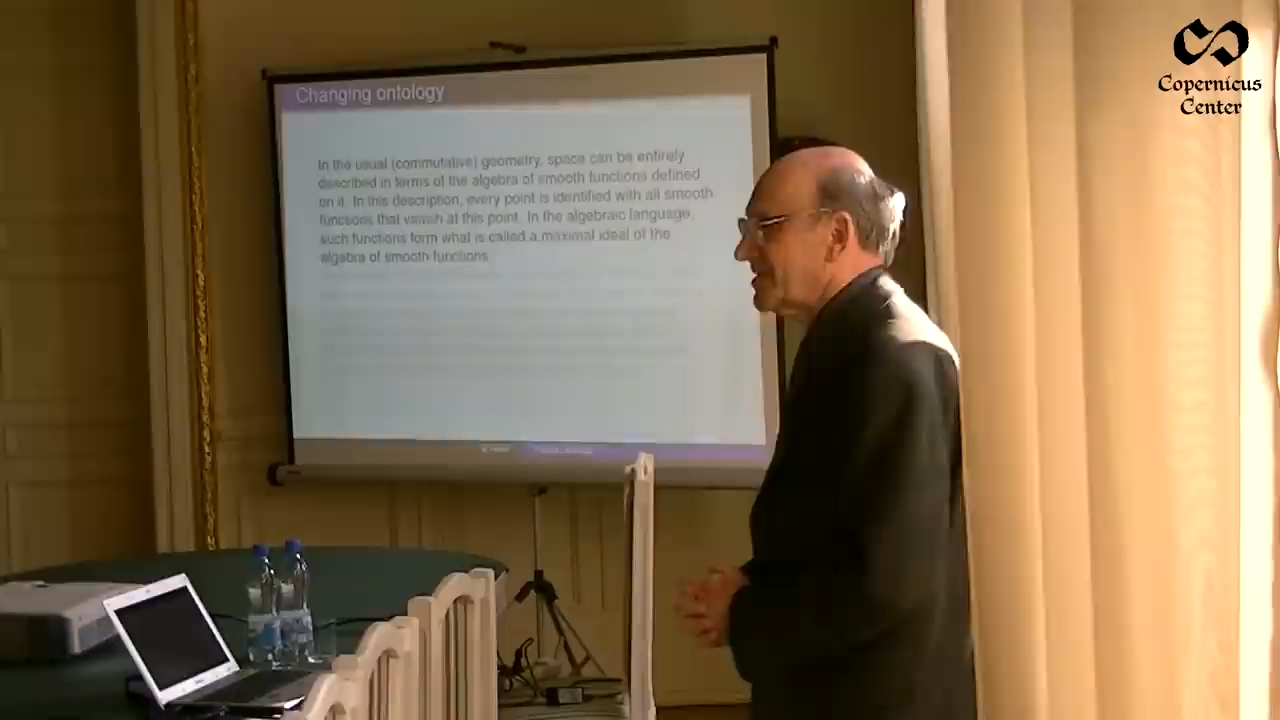 Copernicus
Center
Changing ontology
In the usual (commutative) geometry, space can be entirely
described in terms of the algebra of smooth functions defined
on it. In this description, every point is identified with all smooth
functions that vanish at this point. In the algebraic language,
such functions form what is called a maximal ideal of the
algebra of smooth functions.